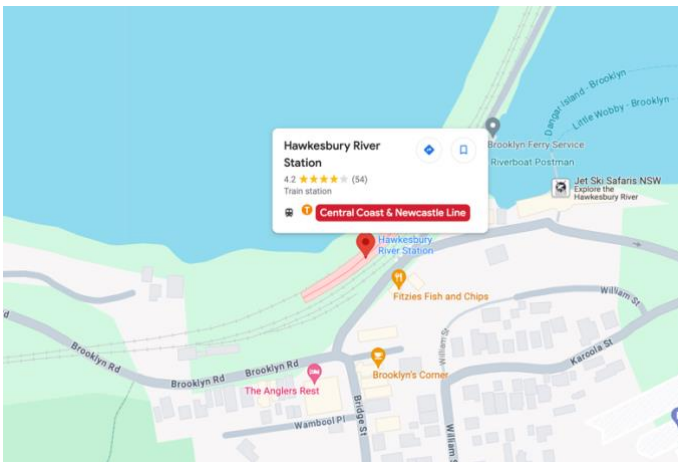 Hawkesbury River
Station
4.2 ★★★★★ (54)
Train station
T Central Coast & Newcastle Line
Dangar Island - Brooklyn
Little Wobby - Brooklyn
Brooklyn Ferry Service
Riverboat Postman
Jet Ski Safaris NSW
Explore the
Hawkesbury River
Hawkesbury
River Station
Fitzies Fish and Chips
William St
William St
Karoola St
d
Brooklyn Rd
Brooklyn Rd
Brooklyn Rd
Brooklyn's Corner
The Anglers Rest
Bridge St
Wambool Pl
William St